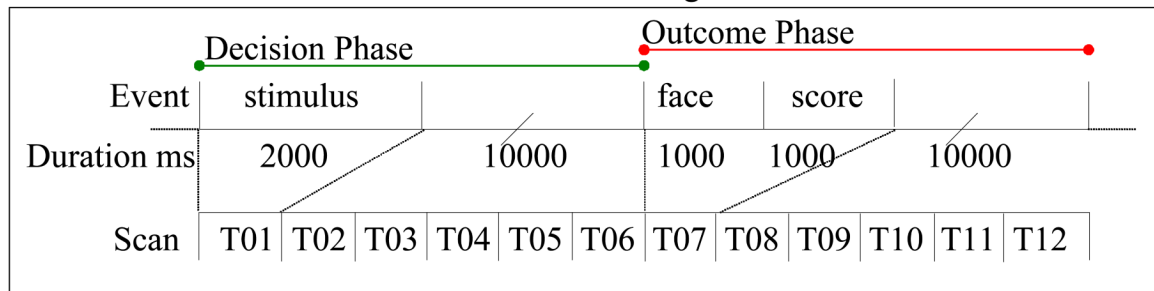 Decision Phase
Outcome Phase
Event stimulus face score
Duration ms 2000 10000 1000 1000 10000
Scan T01 T02 T03 T04 T05 T06 T07 T08 T09 T10 T11 T12